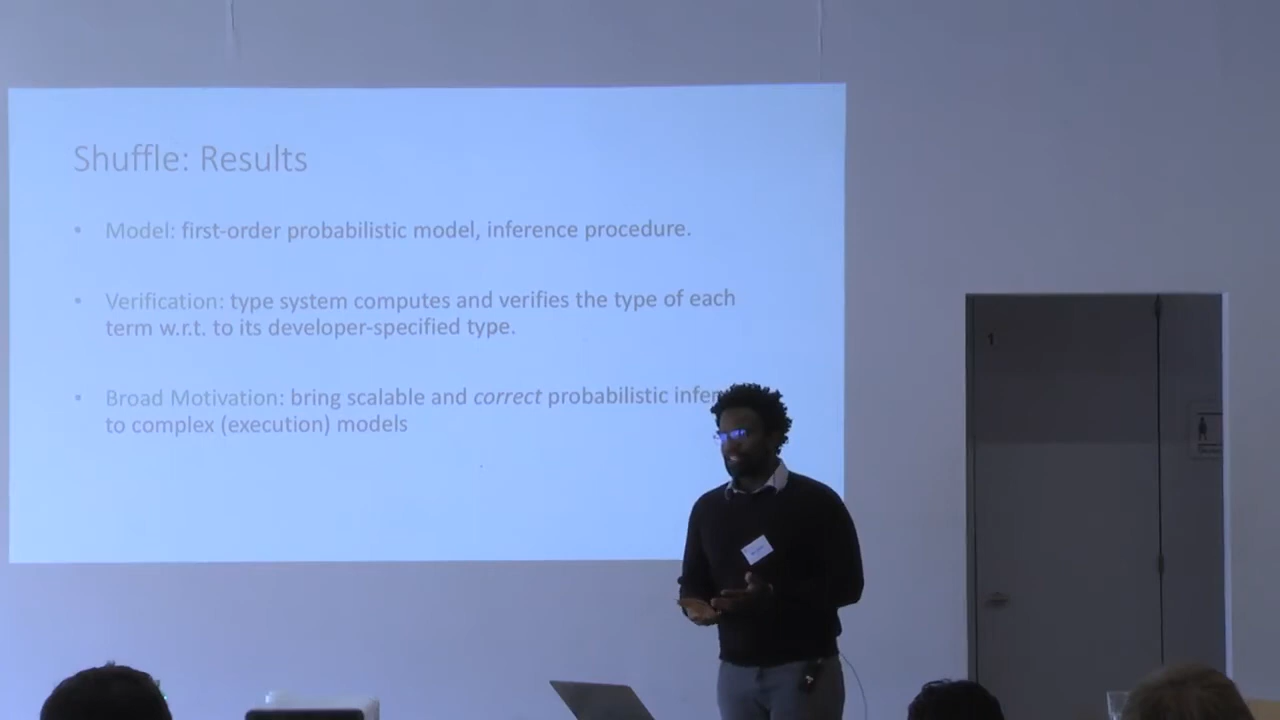 Shuffle: Results
• Model: first-order probabilistic model, inference procedure.
• Verification: type system computes and verifies the type of each
term w.r.t. to its developer-specified type.
• Broad Motivation: bring scalable and correct probabilistic infer
to complex (execution) models